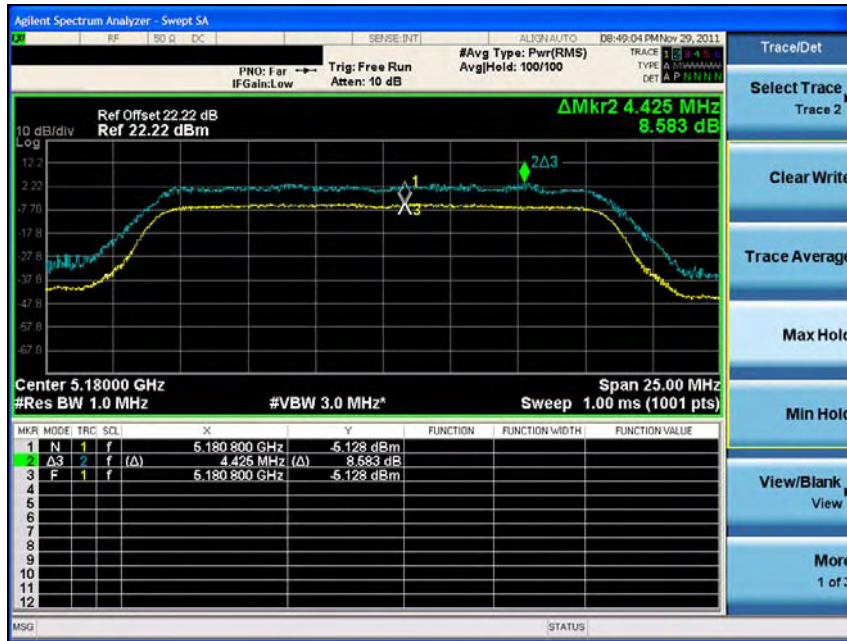 Agilent Spectrum Analyzer - Swept SA
RF 50 Ω DC SENSE:INT ALIGNAUTO 08:49:04 PM Nov 29, 2011
PNO: Far Trig: Free Run #Avg Type: Pwr(RMS) TRACE 1 2 3 4 5 6
IFGain:Low Atten: 10 dB Avg|Hold: 100/100 TYPE A M W W W W
DET A P N N N N
ΔMkr2 4.425 MHz
8.583 dB
Ref Offset 22.22 dB
10 dB/div Ref 22.22 dBm
Log
12.2
2.22
-7.78
-17.8
-27.8
-37.8
-47.8
-57.8
-67.8
2Δ3
1
3
Center 5.18000 GHz Span 25.00 MHz
#Res BW 1.0 MHz #VBW 3.0 MHz* Sweep 1.00 ms (1001 pts)
MKR MODE TRC SCL X Y FUNCTION FUNCTION WIDTH FUNCTION VALUE
1 N 1 f 5.180 800 GHz -5.128 dBm
2 Δ3 2 f (Δ) 4.425 MHz (Δ) 8.583 dB
3 F 1 f 5.180 800 GHz -5.128 dBm
4
5
6
7
8
9
10
11
12
MSG STATUS
Trace/Det
Select Trace
Trace 2
Clear Write
Trace Average
Max Hold
Min Hold
View/Blank
View
More
1 of 3